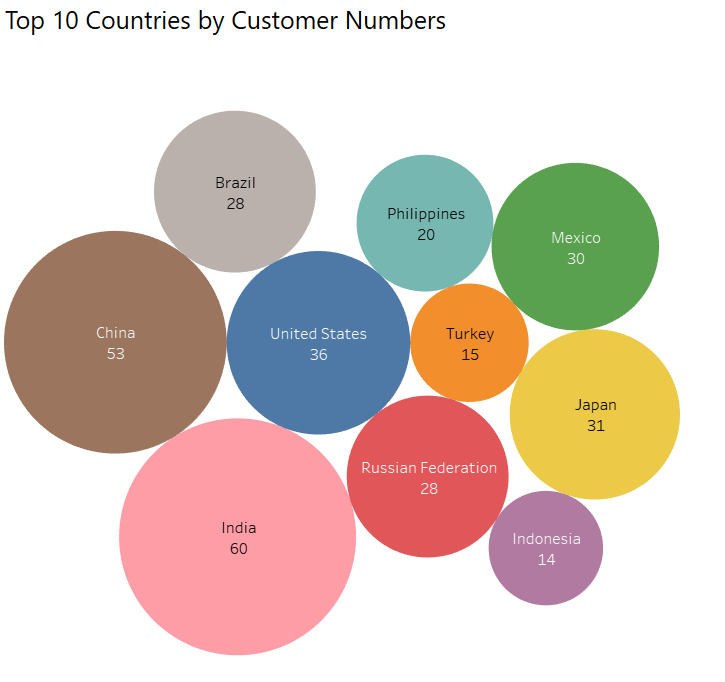 Top 10 Countries by Customer Numbers
Brazil
28
Philippines
20
Mexico
30
China
53
United States
36
Turkey
15
Japan
31
Russian Federation
28
India
60
Indonesia
14